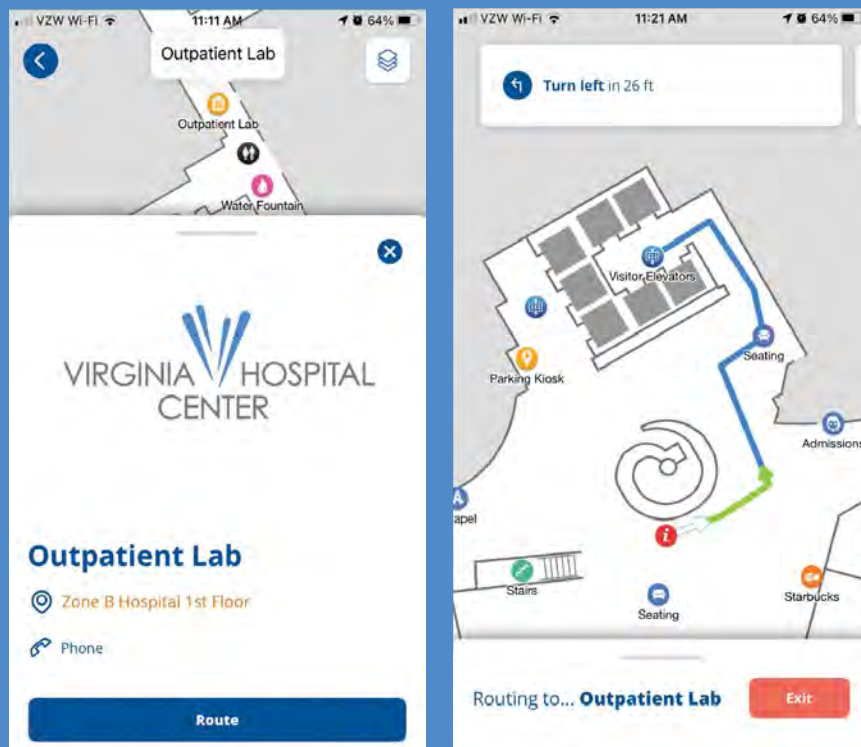 VZW Wi-Fi 11:11 AM 64%
Outpatient Lab
Outpatient Lab
Water Fountain
VIRGINIA HOSPITAL
CENTER
Outpatient Lab
Zone B Hospital 1st Floor
Phone
Route
VZW Wi-Fi 11:21 AM 64%
Turn left in 26 ft
Visitor Elevators
Seating
Parking Kiosk
Admissions
A
apel
i
Stairs
Seating
Starbucks
Routing to... Outpatient Lab
Exit